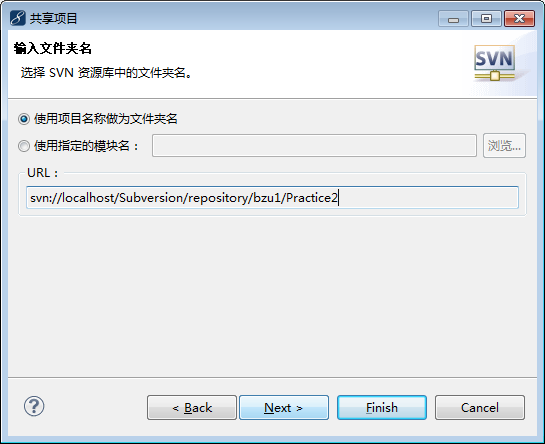 共享项目
输入文件夹名
选择 SVN 资源库中的文件夹名。
SVN
使用项目名称做为文件夹名
使用指定的模块名：
浏览...
URL：
svn://localhost/Subversion/repository/bzu1/Practice2
?
< Back
Next >
Finish
Cancel